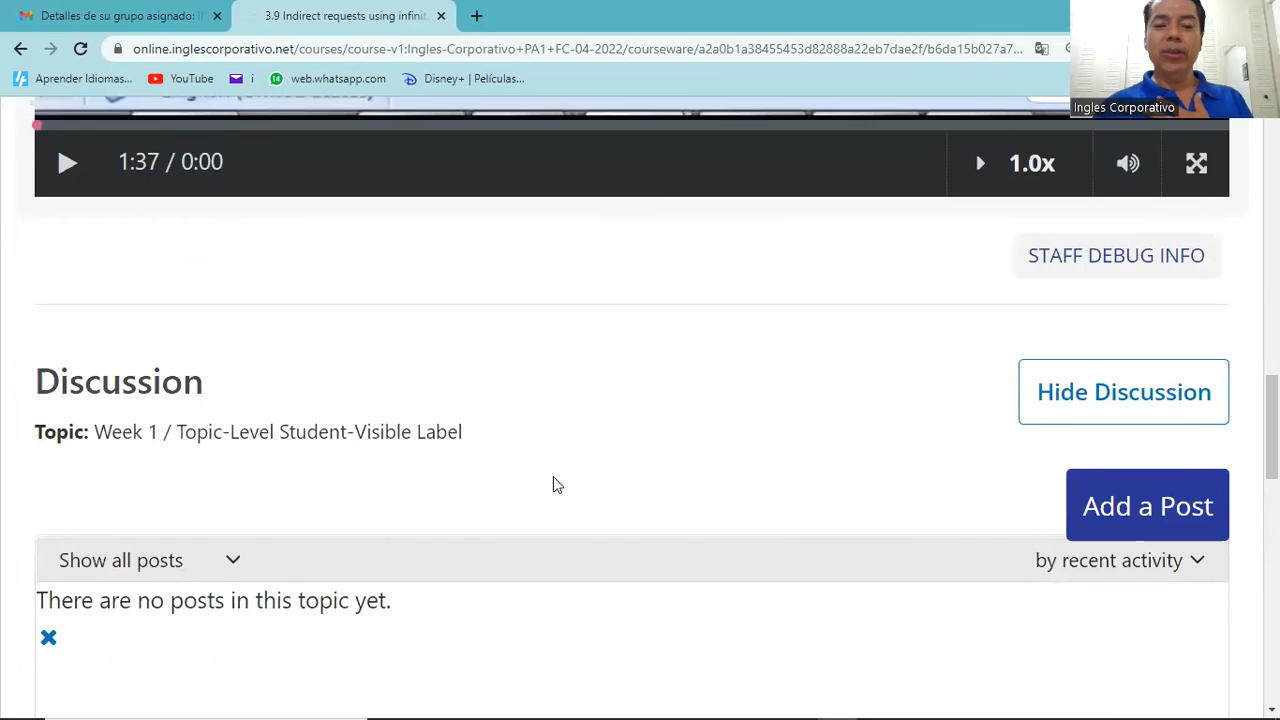 Detalles de su grupo asignado: I
3.9 Indirect requests using infinit
online.inglescorporativo.net/courses/course-v1:Ingles-Corporativo+PA1+FC-04-2022/courseware/a2a0b1a38455453d82888a22eb7dae2f/b6da15b027a7...
Aprender Idiomas... YouTube i web.whatsapp.com Disney+ | Películas...
Ingles Corporativo
1:37 / 0:00 1.0x
STAFF DEBUG INFO
Discussion
Hide Discussion
Topic: Week 1 / Topic-Level Student-Visible Label
Add a Post
Show all posts by recent activity
There are no posts in this topic yet.